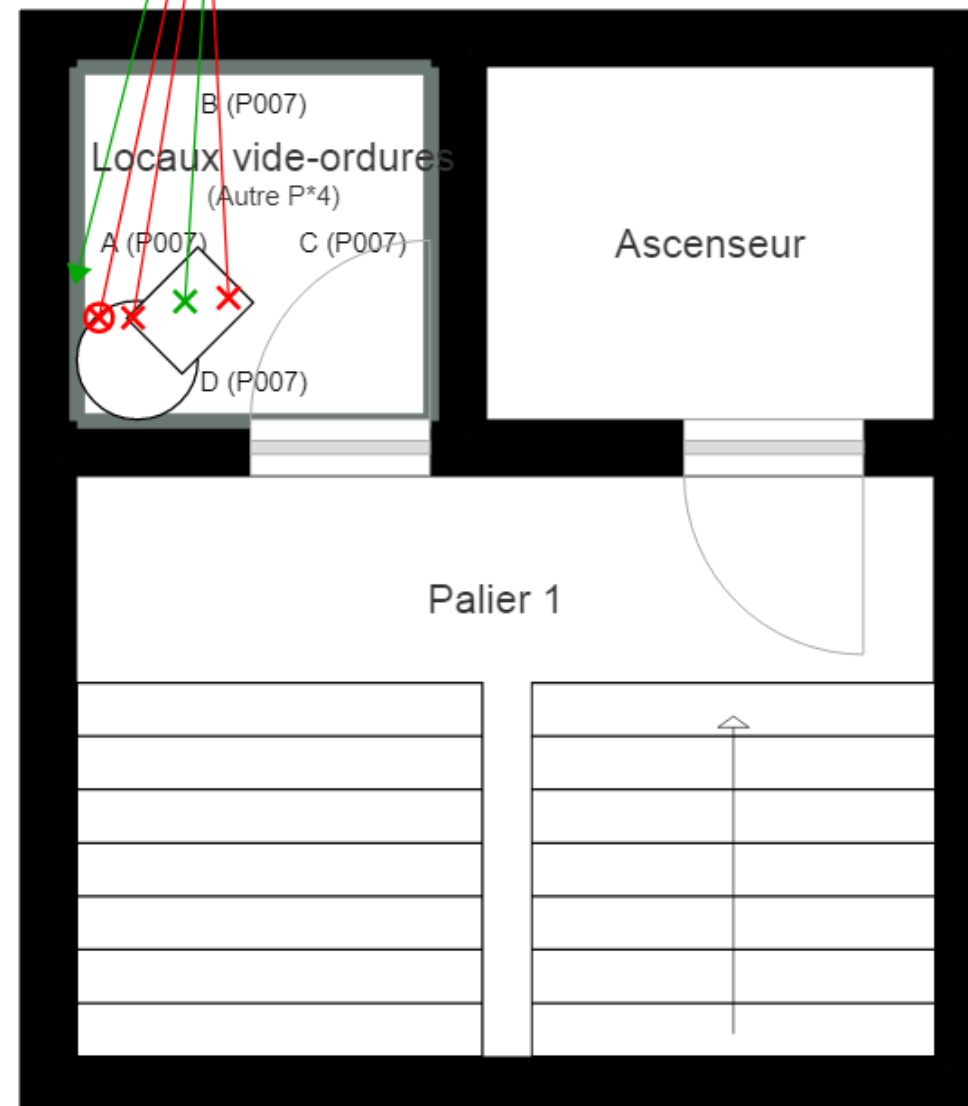 B (P007)
Locaux vide-ordures
(Autre P*4)
A (P007)
C (P007)
Ascenseur
D (P007)
Palier 1